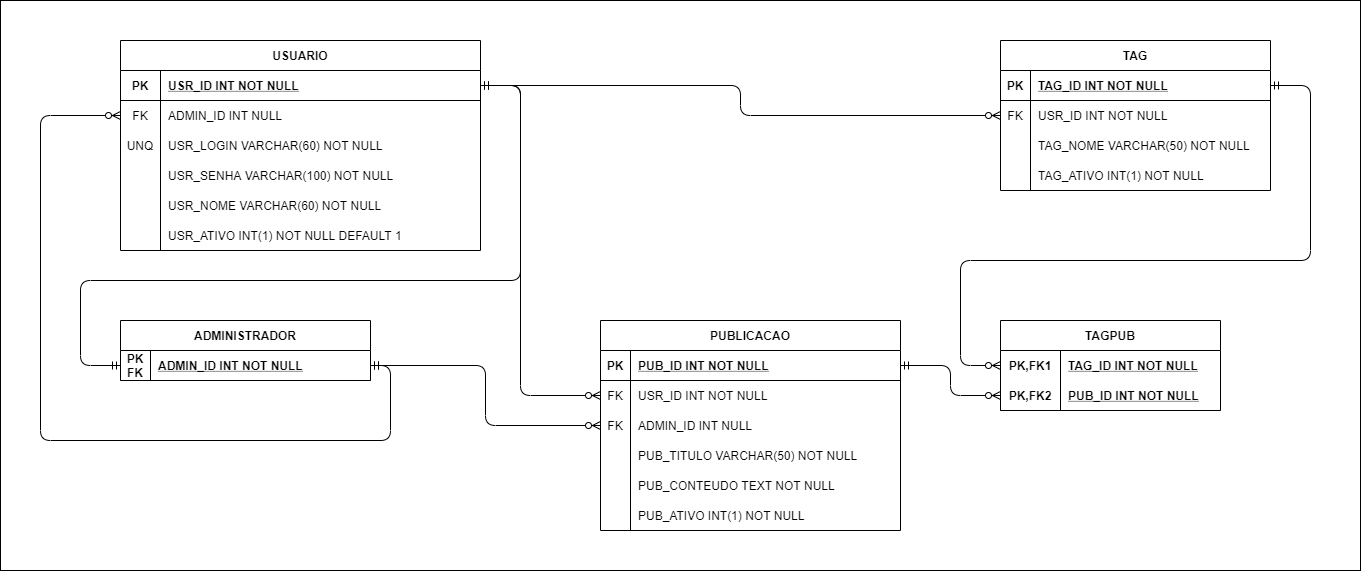 USUARIO
PK USR_ID INT NOT NULL
FK ADMIN_ID INT NULL
UNQ USR_LOGIN VARCHAR(60) NOT NULL
USR_SENHA VARCHAR(100) NOT NULL
USR_NOME VARCHAR(60) NOT NULL
USR_ATIVO INT(1) NOT NULL DEFAULT 1
TAG
PK TAG_ID INT NOT NULL
FK USR_ID INT NOT NULL
TAG_NOME VARCHAR(50) NOT NULL
TAG_ATIVO INT(1) NOT NULL
ADMINISTRADOR
PK
FK
ADMIN_ID INT NOT NULL
PUBLICACAO
PK PUB_ID INT NOT NULL
FK USR_ID INT NOT NULL
FK ADMIN_ID INT NULL
PUB_TITULO VARCHAR(50) NOT NULL
PUB_CONTEUDO TEXT NOT NULL
PUB_ATIVO INT(1) NOT NULL
TAGPUB
PK,FK1 TAG_ID INT NOT NULL
PK,FK2 PUB_ID INT NOT NULL